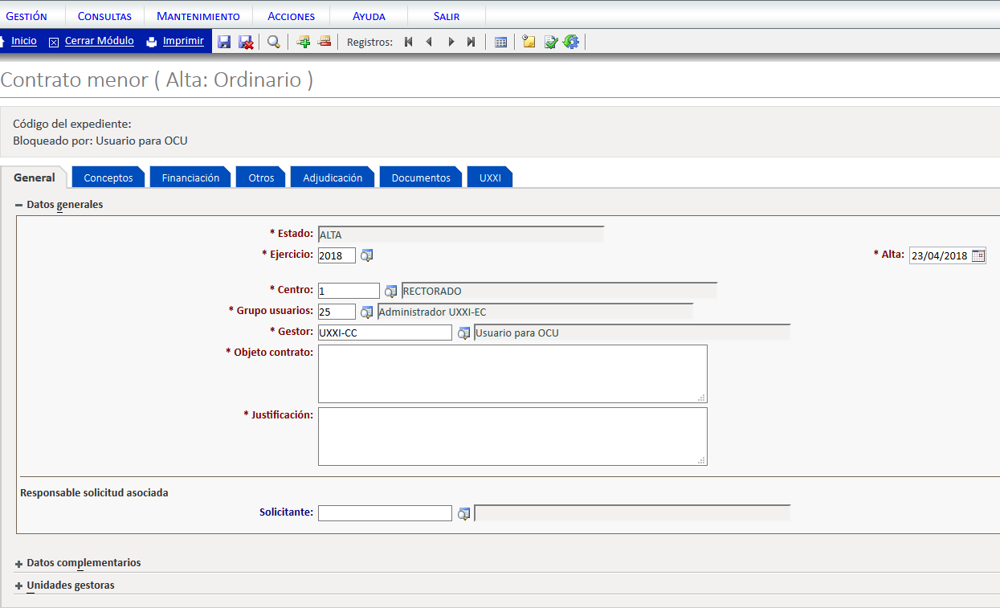 GESTIÓN CONSULTAS MANTENIMIENTO ACCIONES AYUDA SALIR
Inicio Cerrar Módulo Imprimir Registros:
Contrato menor ( Alta: Ordinario )
Código del expediente:
Bloqueado por: Usuario para OCU
General Conceptos Financiación Otros Adjudicación Documentos UXXI
Datos generales
* Estado: ALTA
* Ejercicio: 2018 * Alta: 23/04/2018
* Centro: 1 RECTORADO
* Grupo usuarios: 25 Administrador UXXI-EC
* Gestor: UXXI-CC Usuario para OCU
* Objeto contrato:
* Justificación:
Responsable solicitud asociada
Solicitante:
Datos complementarios
Unidades gestoras